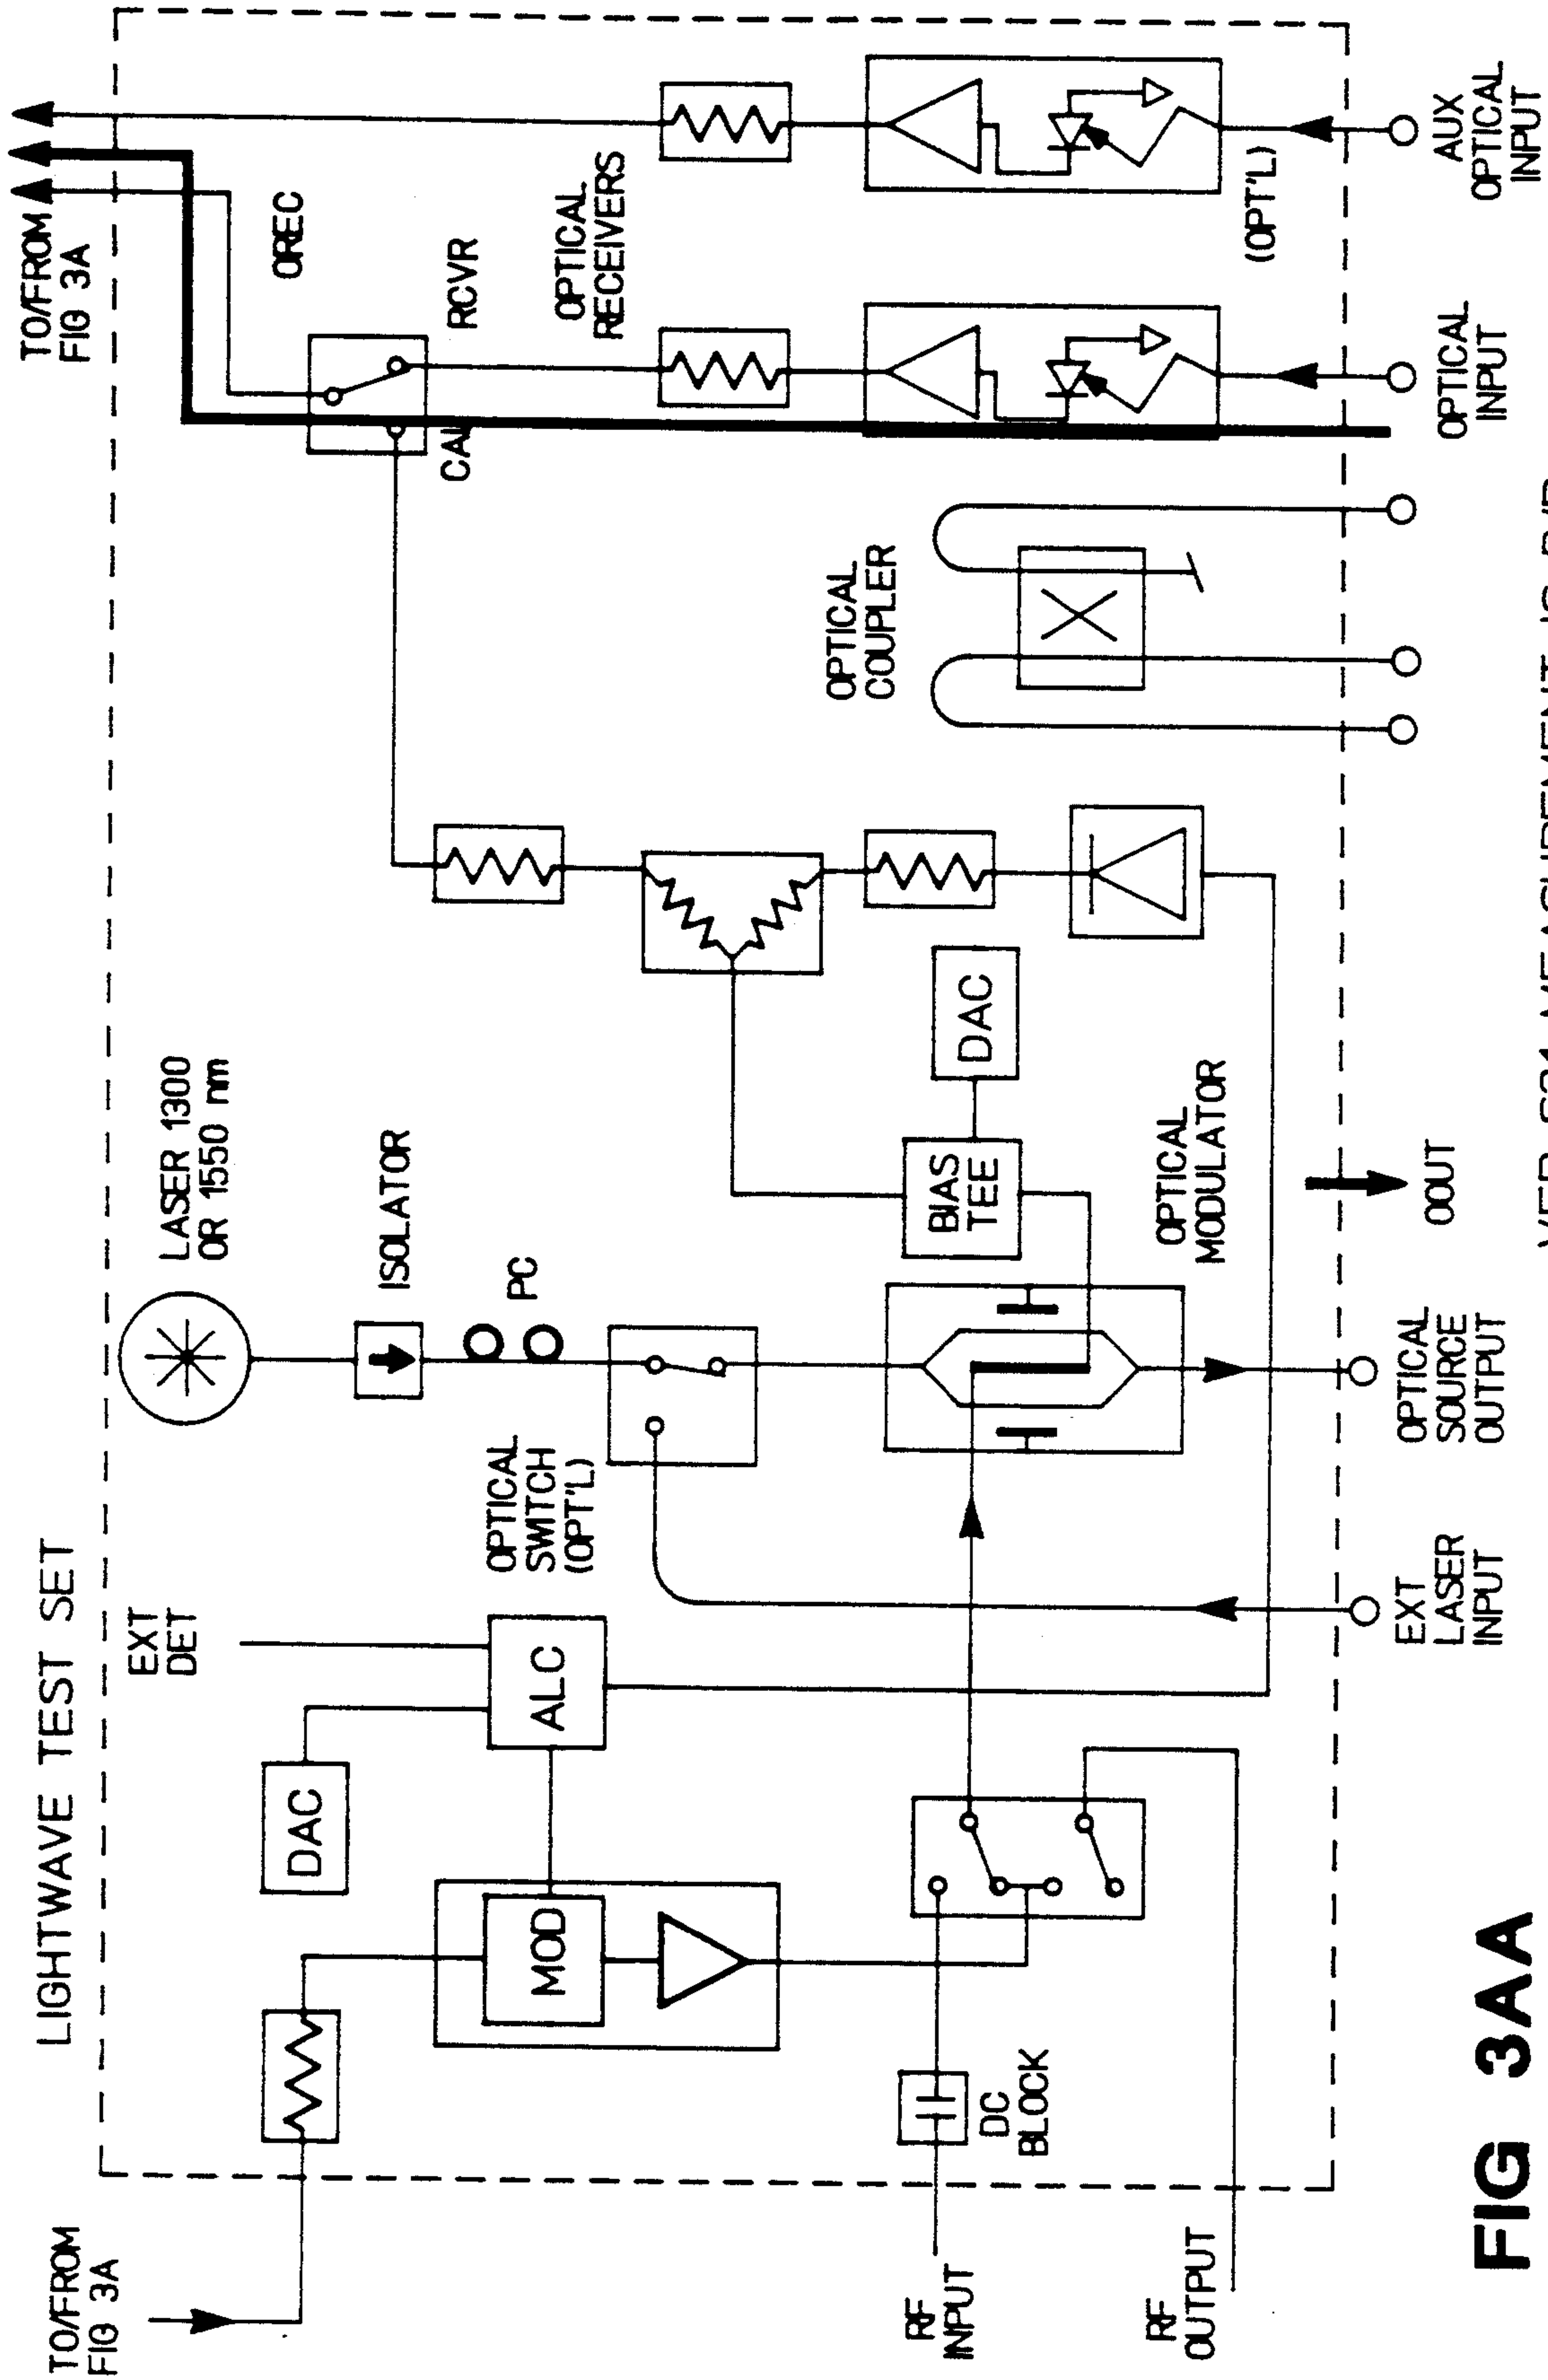 LIGHTWAVE TEST SET
TO/FROM
FIG 3A
DAC
EXT
DET
MOD
ALC
RF
INPUT
DC
BLOCK
RF
OUTPUT
LASER 1300
OR 1550 nm
ISOLATOR
PC
OPTICAL
SWITCH
(OPT'L)
BIAS
TEE
DAC
OPTICAL
MODULATOR
OPTICAL
COUPLER
TO/FROM
FIG 3A
OREC
CAL
RCVR
OPTICAL
RECEIVERS
(OPT'L)
EXT
LASER
INPUT
OPTICAL
SOURCE
OUTPUT
OOUT
OPTICAL
INPUT
AUX
OPTICAL
INPUT
FIG 3AA